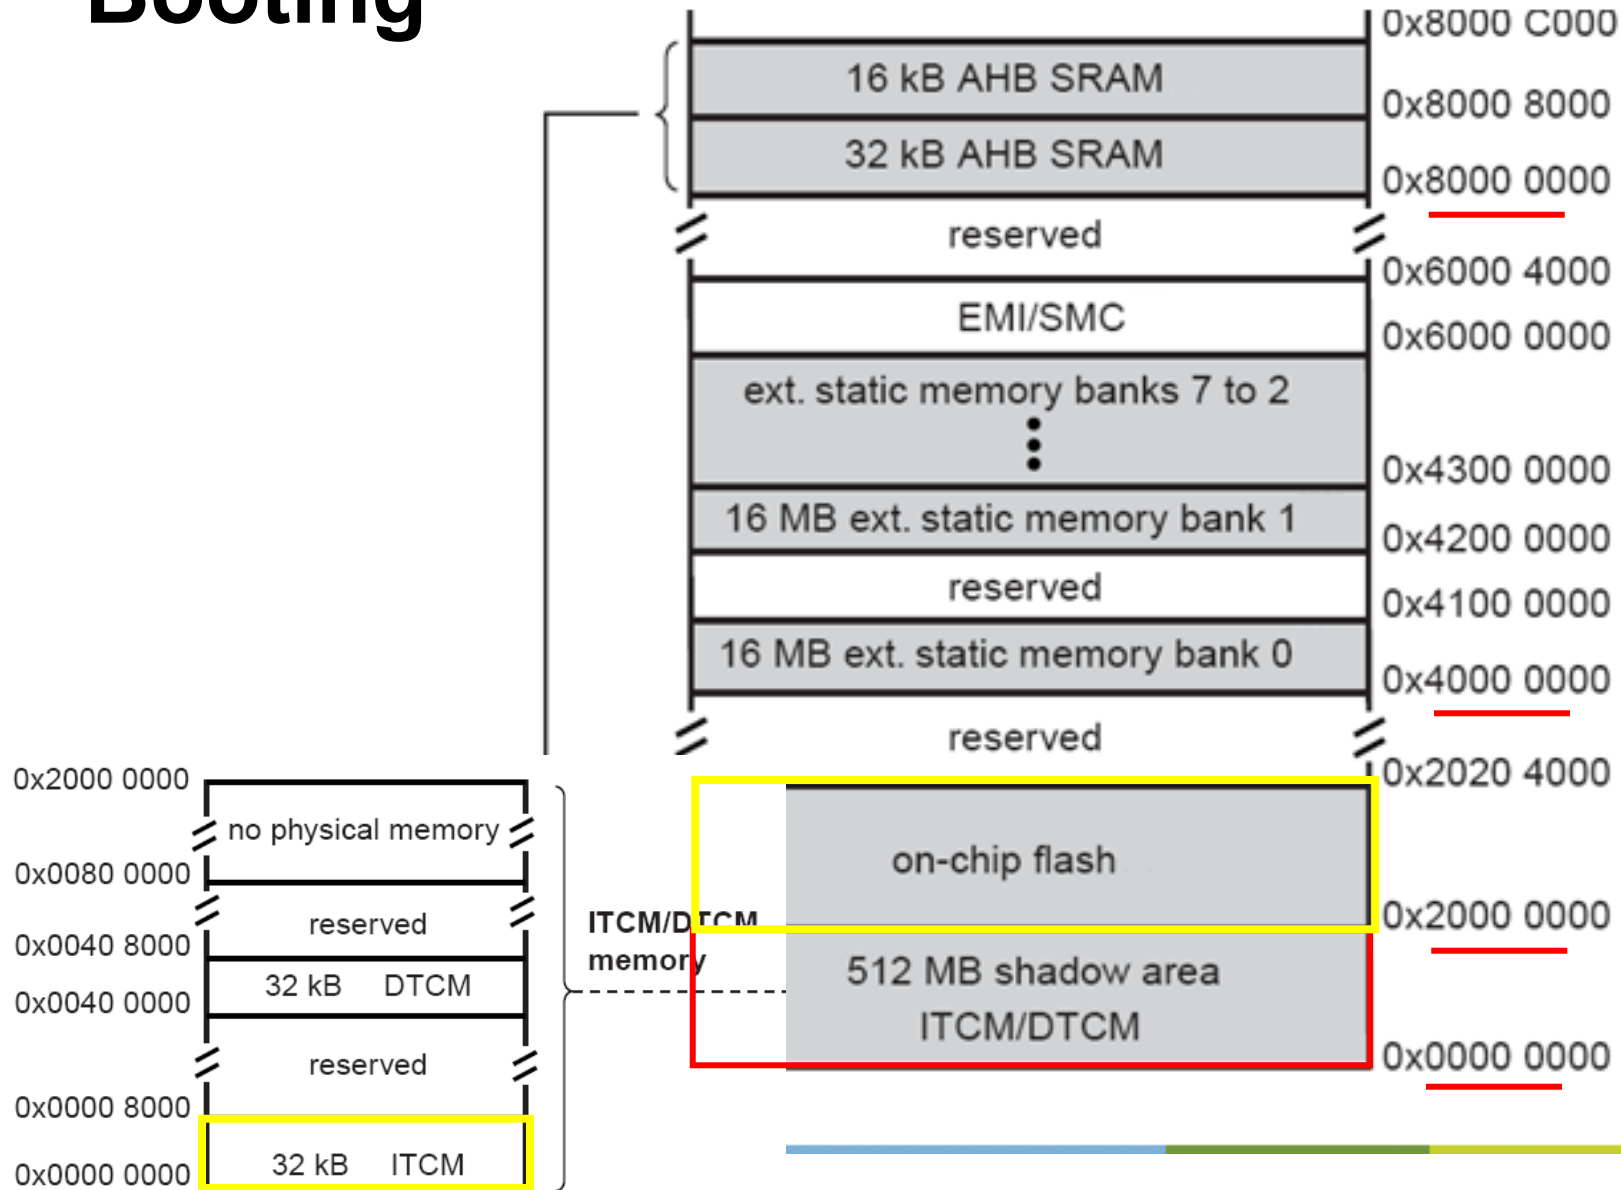 Booting
0x8000 C000
16 kB AHB SRAM
0x8000 8000
32 kB AHB SRAM
0x8000 0000
reserved
0x6000 4000
EMI/SMC
0x6000 0000
ext. static memory banks 7 to 2
0x4300 0000
16 MB ext. static memory bank 1
0x4200 0000
reserved
0x4100 0000
16 MB ext. static memory bank 0
0x4000 0000
reserved
0x2020 4000
on-chip flash
0x2000 0000
512 MB shadow area
ITCM/DTCM
0x0000 0000
ITCM/DTCM
memory
0x2000 0000
no physical memory
0x0080 0000
reserved
0x0040 8000
32 kB DTCM
0x0040 0000
reserved
0x0000 8000
32 kB ITCM
0x0000 0000